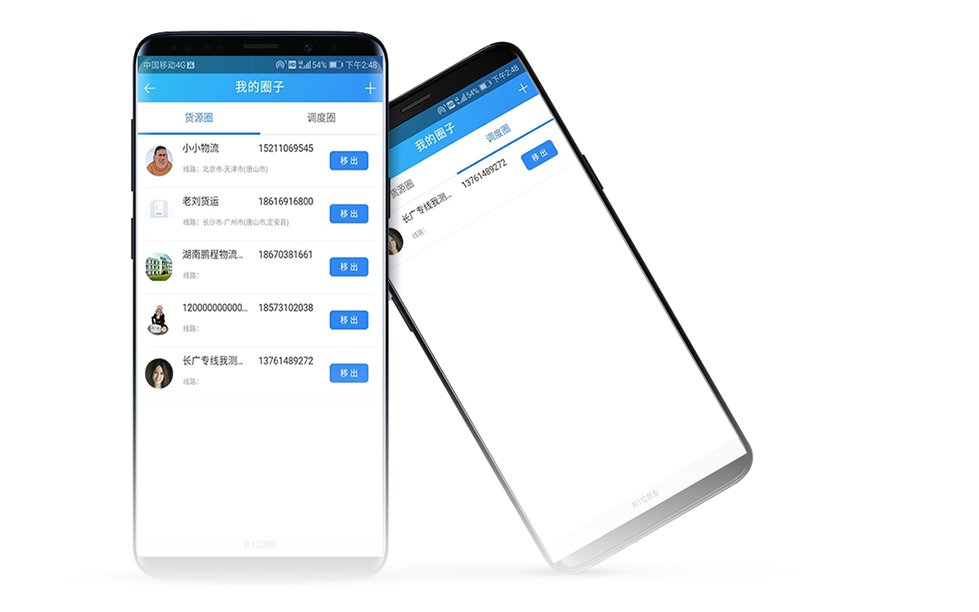 中国移动4G
54% 下午2:48
我的圈子
货源圈 调度圈
小小物流 15211069545 移出
线路：北京市-天津市(唐山市)
老刘货运 18616916800 移出
线路：长沙市-广州市(唐山市,定安县)
湖南鹏程物流... 18670381661 移出
线路：
120000000000... 18573102038 移出
线路：
长广专线我测... 13761489272 移出
线路：
共5位朋友
54% 下午2:48
我的圈子
货源圈 调度圈
长广专线我测... 13761489272 移出
线路：
共1位朋友